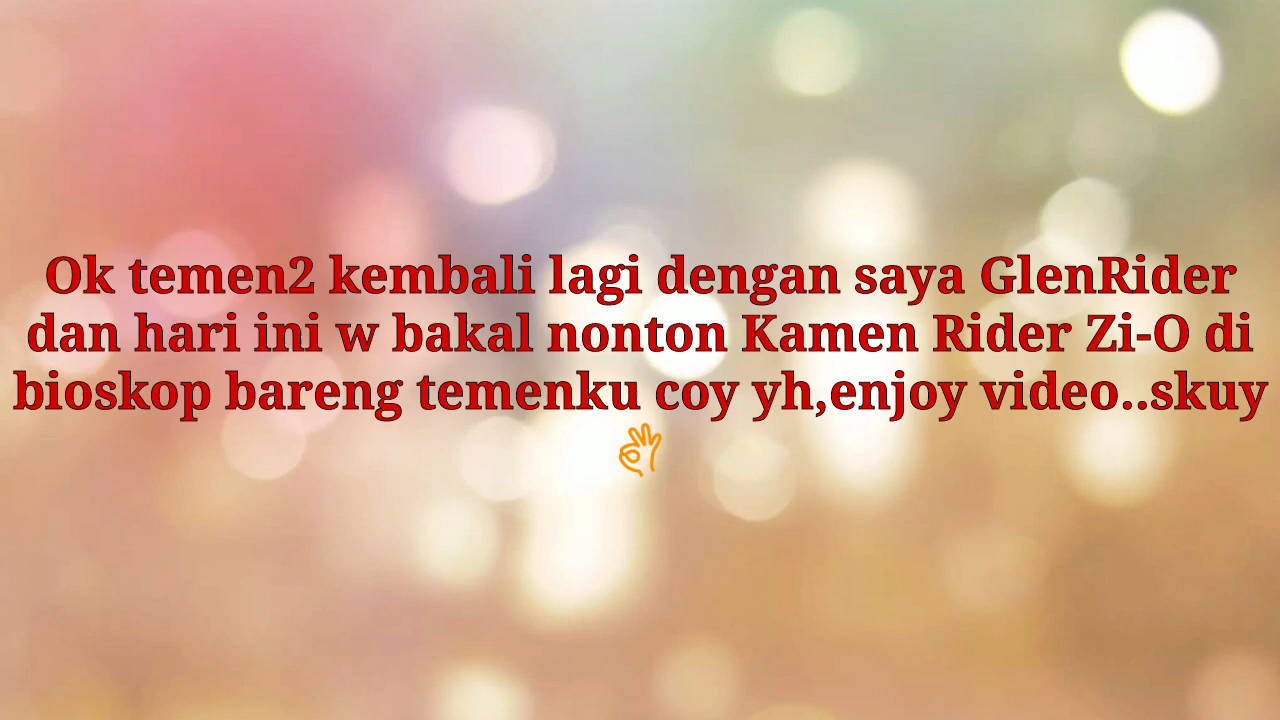 Ok temen2 kembali lagi dengan saya GlenRider
dan hari ini w bakal nonton Kamen Rider Zi-O di
bioskop bareng temenku coy yh,enjoy video..skuy
👌